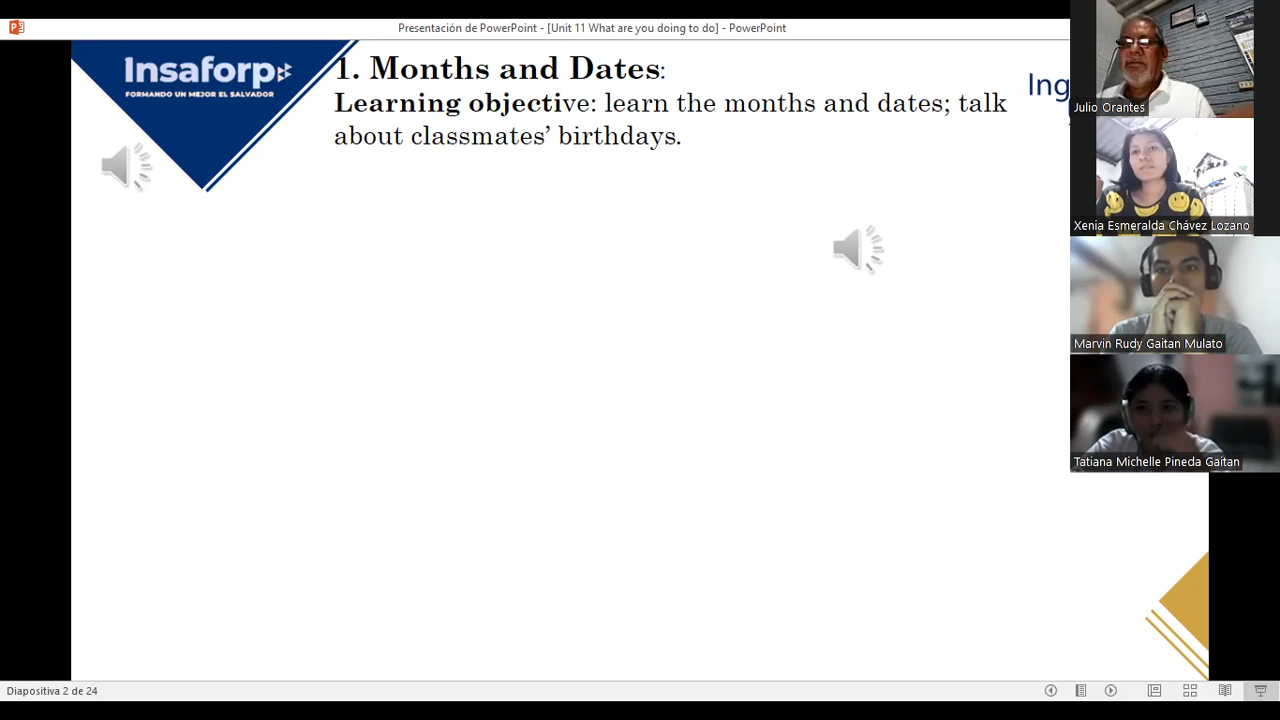 Presentación de PowerPoint - [Unit 11 What are you doing to do] - PowerPoint
Insaforp
FORMANDO UN MEJOR EL SALVADOR
1. Months and Dates:
Learning objective: learn the months and dates; talk
about classmates’ birthdays.
Ing
Julio Orantes
Xenia Esmeralda Chávez Lozano
Marvin Rudy Gaitan Mulato
Tatiana Michelle Pineda Gaitan
Diapositiva 2 de 24